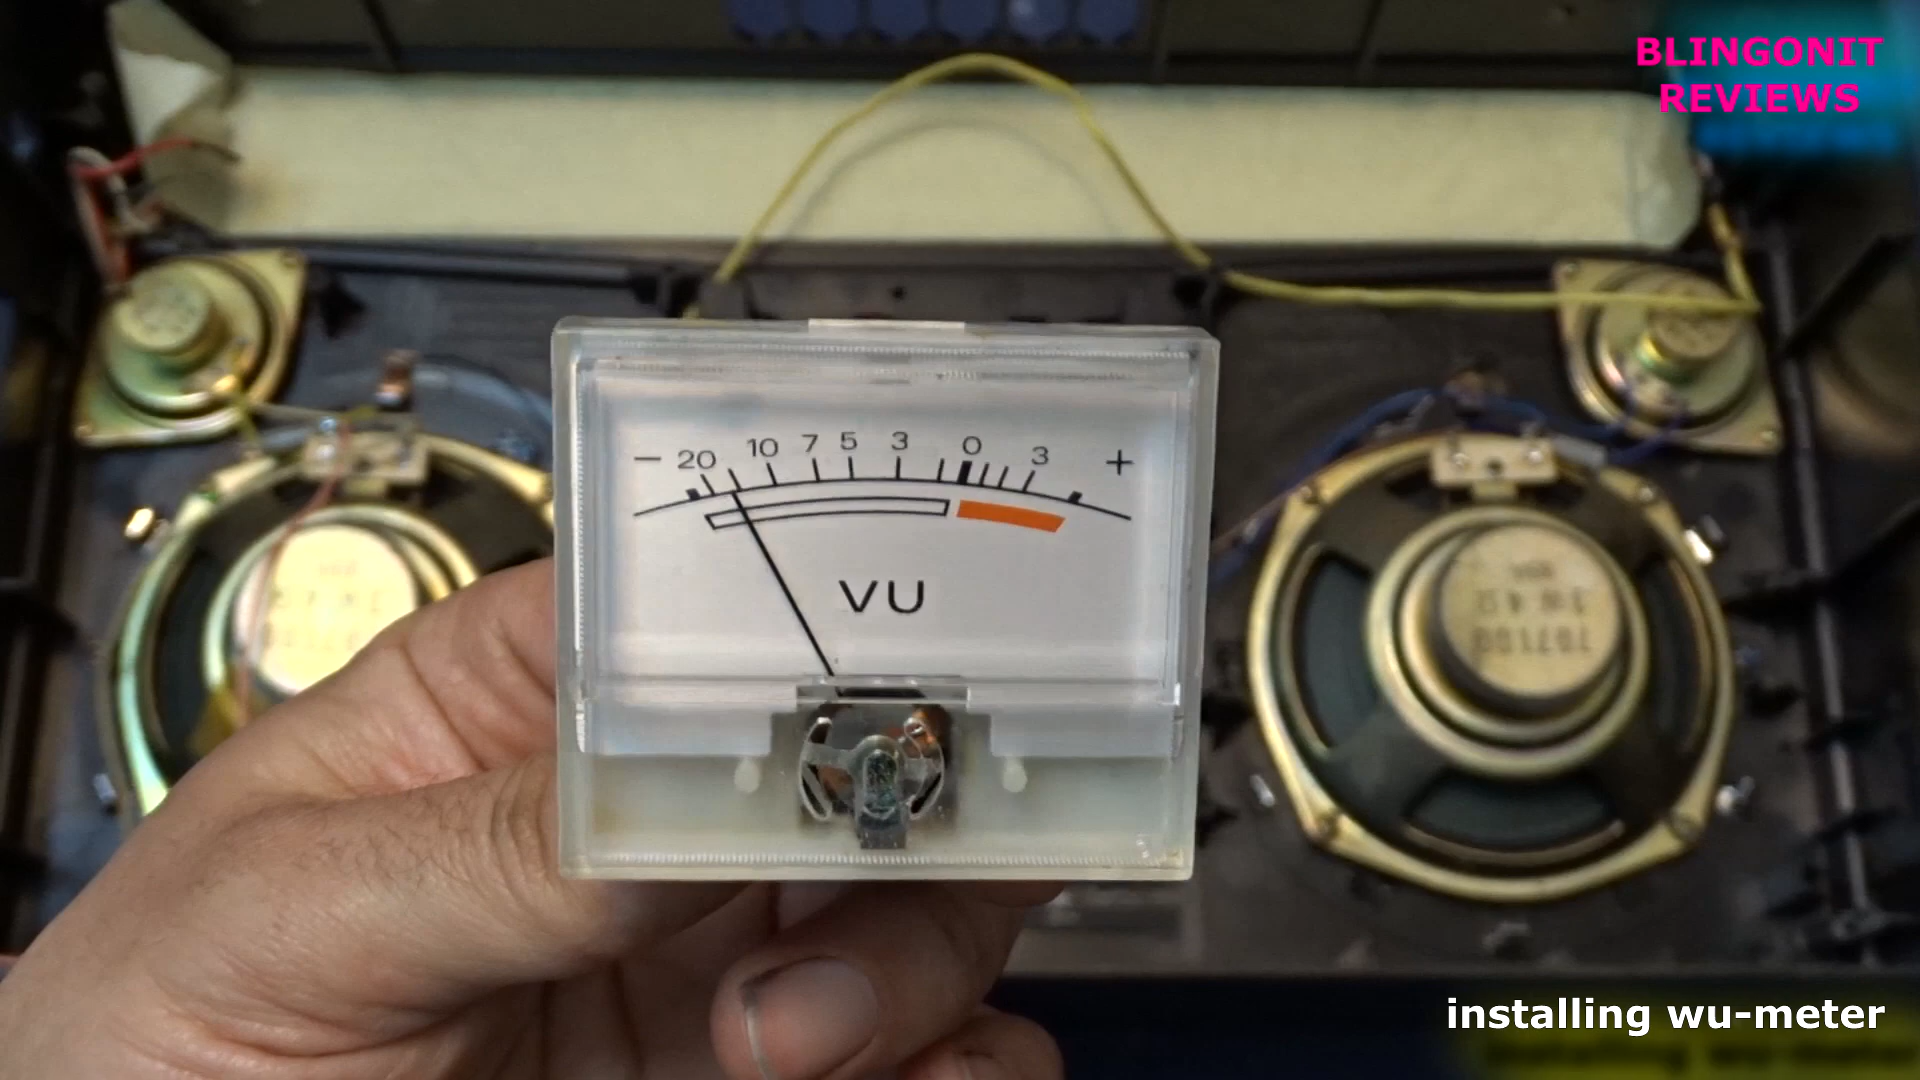 BLINGONIT
REVIEWS
− 20 10 7 5 3 0 3 +
VU
installing wu-meter